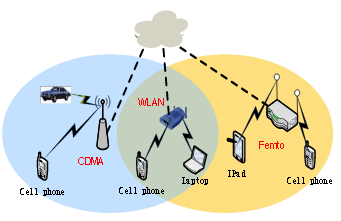 WLAN
CDMA
Femto
Cell phone
Cell phone
Laptop
IPad
Cell phone